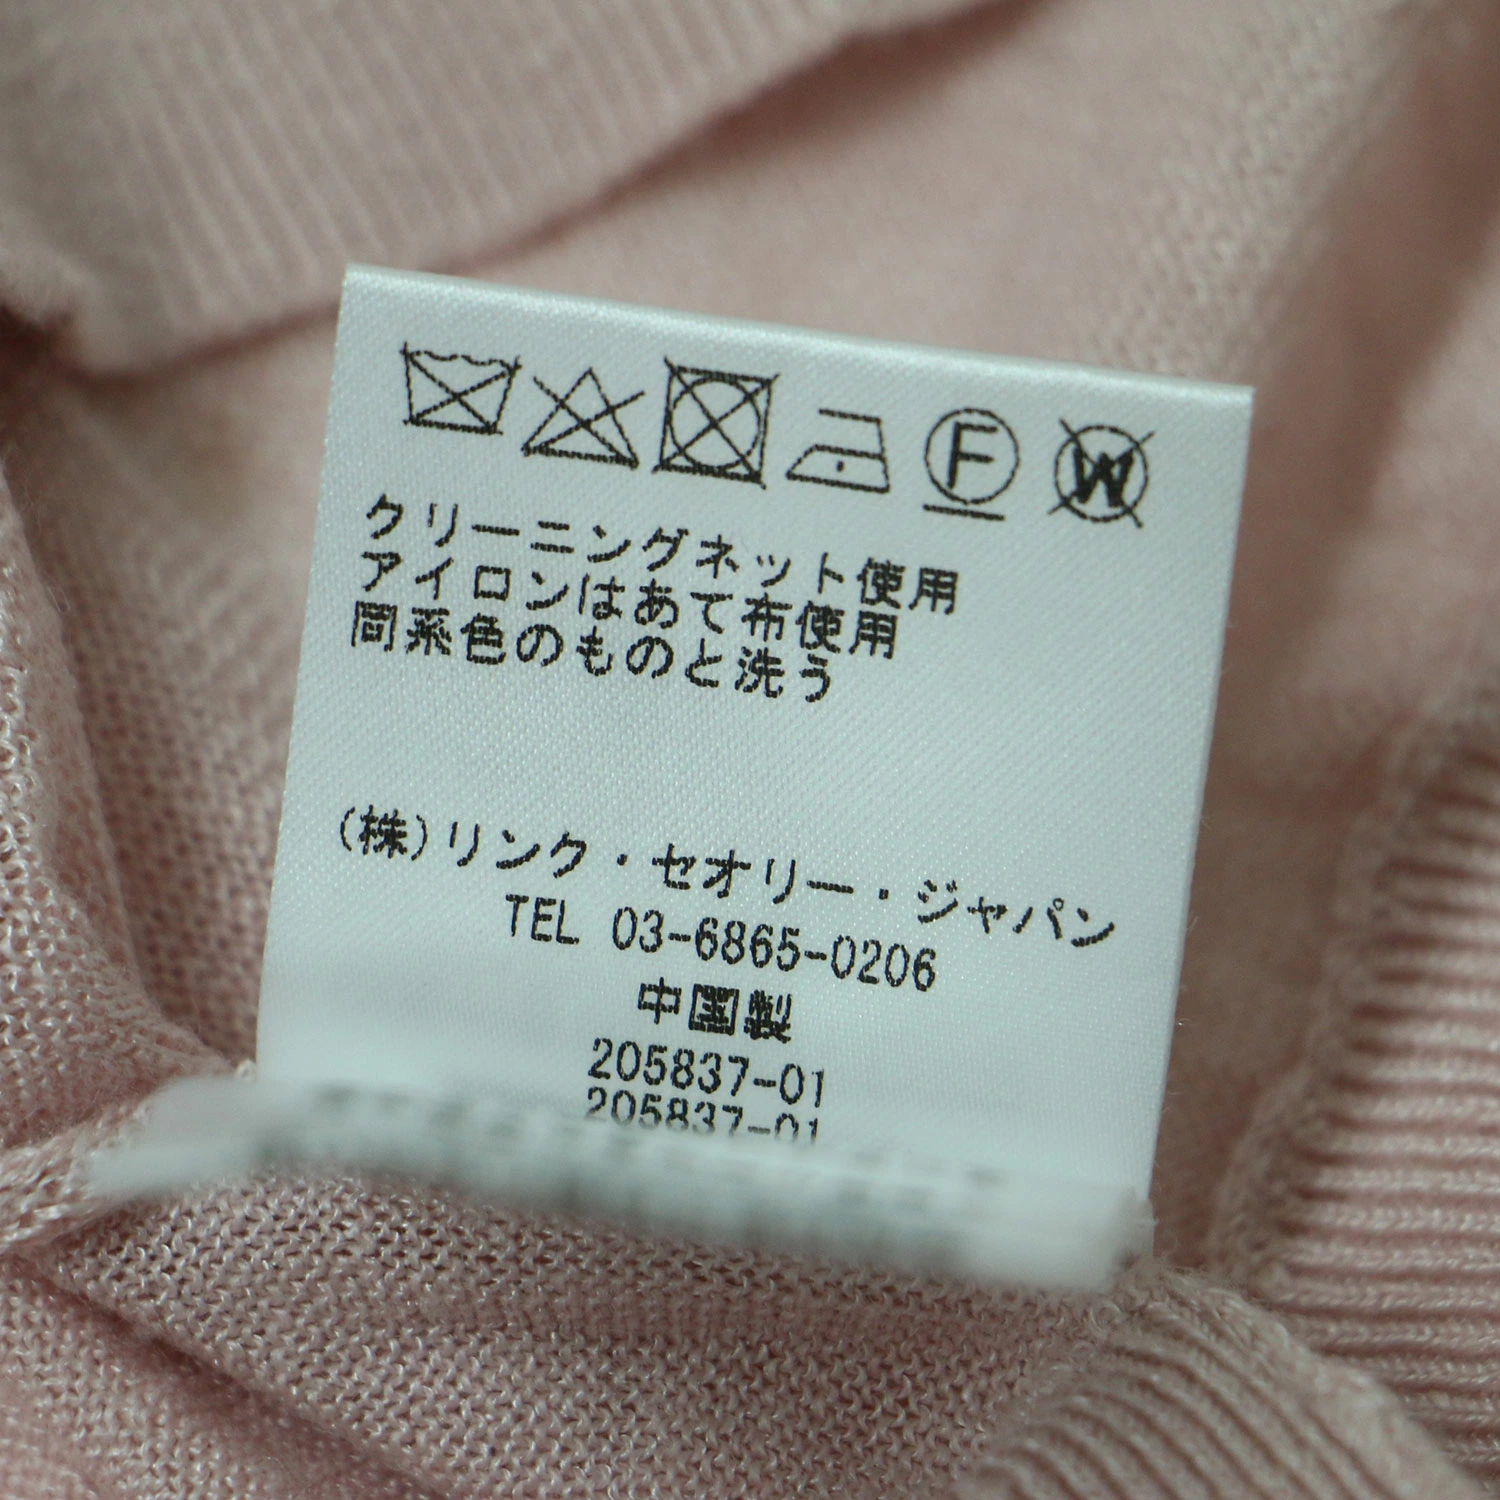 F W
クリーニングネット使用
アイロンはあて布使用
同系色のものと洗う
(株)リンク・セオリー・ジャパン
TEL 03-6865-0206
中国製
205837-01
205837-01